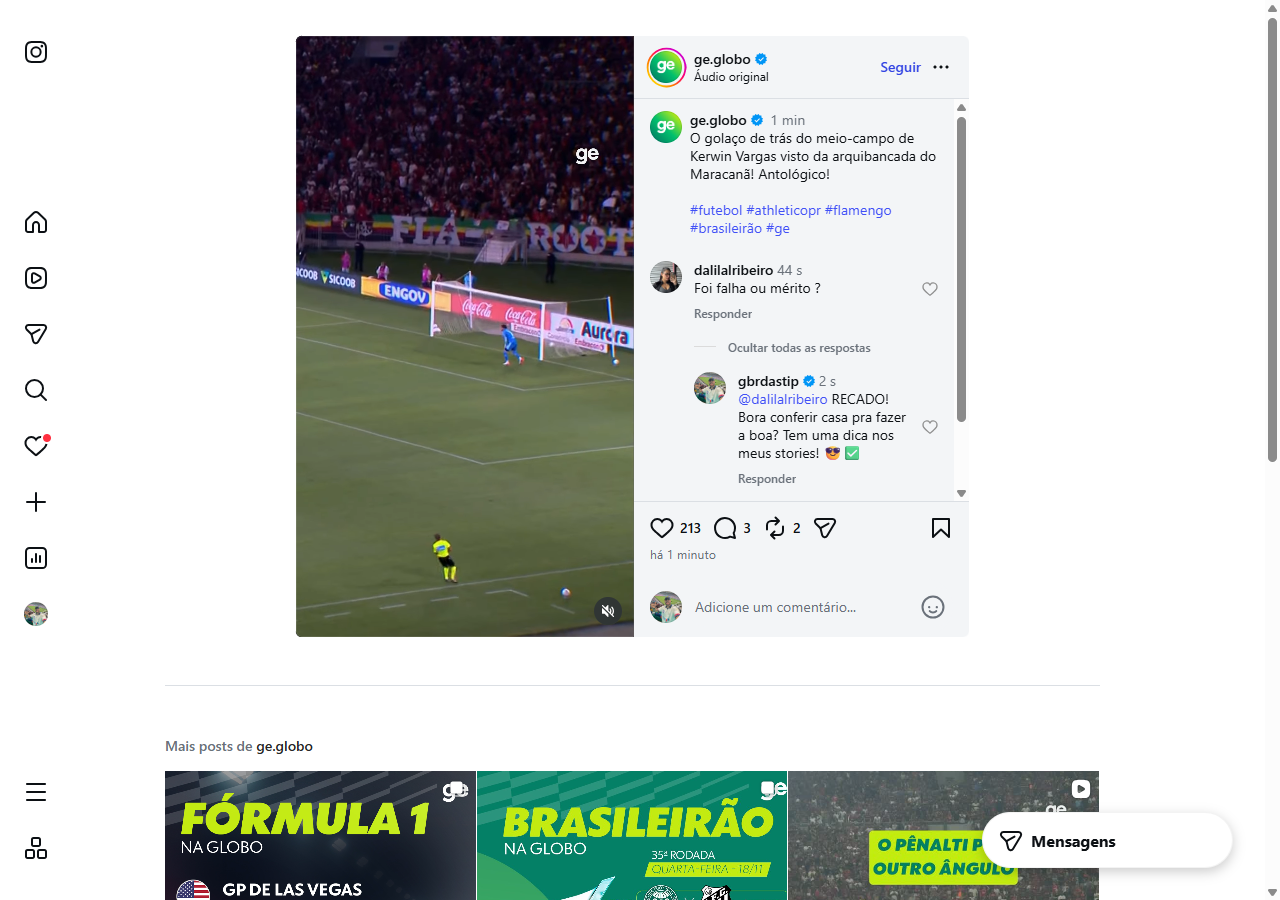 ge
FLA
ROOT
SICOOB
SICOOB
ENGOV
Coca-Cola
Coca-Cola
Aurora
ge
ge.globo
Áudio original
Seguir
ge
ge.globo 1 min
O golaço de trás do meio-campo de
Kerwin Vargas visto da arquibancada do
Maracanã! Antológico!
#futebol #athleticopr #flamengo
#brasileirão #ge
dalilalribeiro 44 s
Foi falha ou mérito ?
Responder
Ocultar todas as respostas
gbrdastip 2 s
@dalilalribeiro RECADO!
Bora conferir casa pra fazer
a boa? Tem uma dica nos
meus stories! 😎 ✅
Responder
213 3 2
há 1 minuto
Adicione um comentário...
Mais posts de ge.globo
ge
FÓRMULA 1
NA GLOBO
GP DE LAS VEGAS
ge
BRASILEIRÃO
NA GLOBO
35ª RODADA
QUARTA-FEIRA - 18/11
ge
O PÊNALTI P
OUTRO ÂNGULO
Mensagens